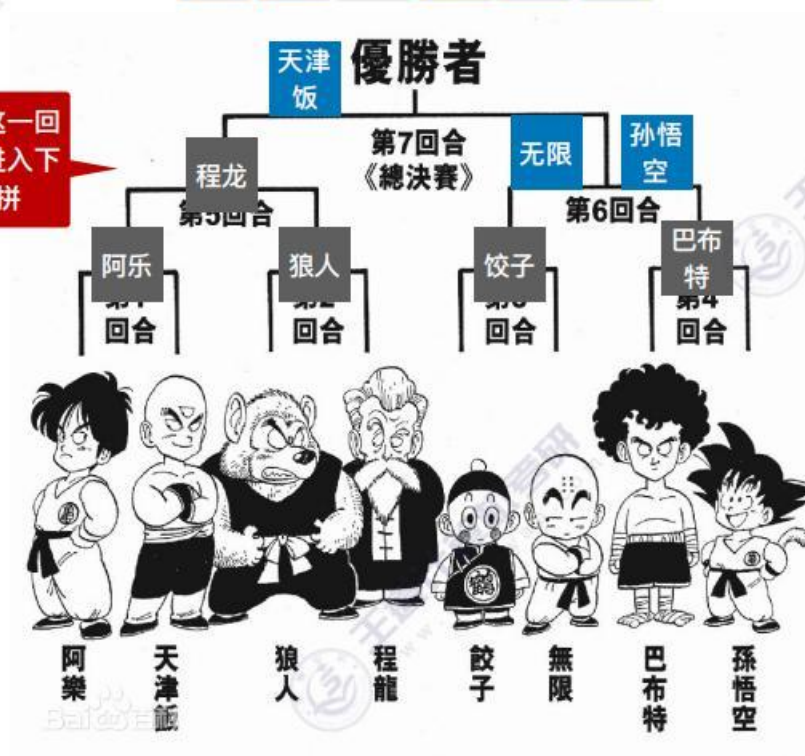 天津
饭
優勝者
这一回
进入下
拼
第7回合
《總決賽》
无限
孙悟
空
程龙
第5回合
第6回合
阿乐
狼人
饺子
巴布
特
回合
回合
回合
第4
回合
阿樂
天津飯
狼人
程龍
餃子
無限
巴布特
孫悟空
Bai 百科